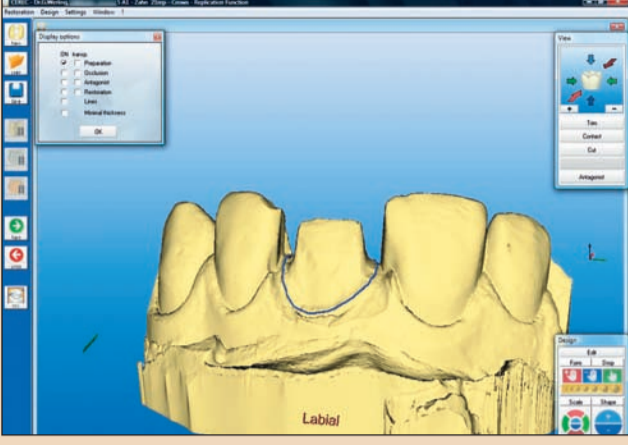 Restoration Design Settings Window ?
Display options
ON transp.
Preparation
Occlusion
Antagonist
Restoration
Lines
Minimal thickness
OK
View
+ -
Trim
Contact
Cut
Antagonist
Labial
Design
Edit
Form Drop
Scale Shape